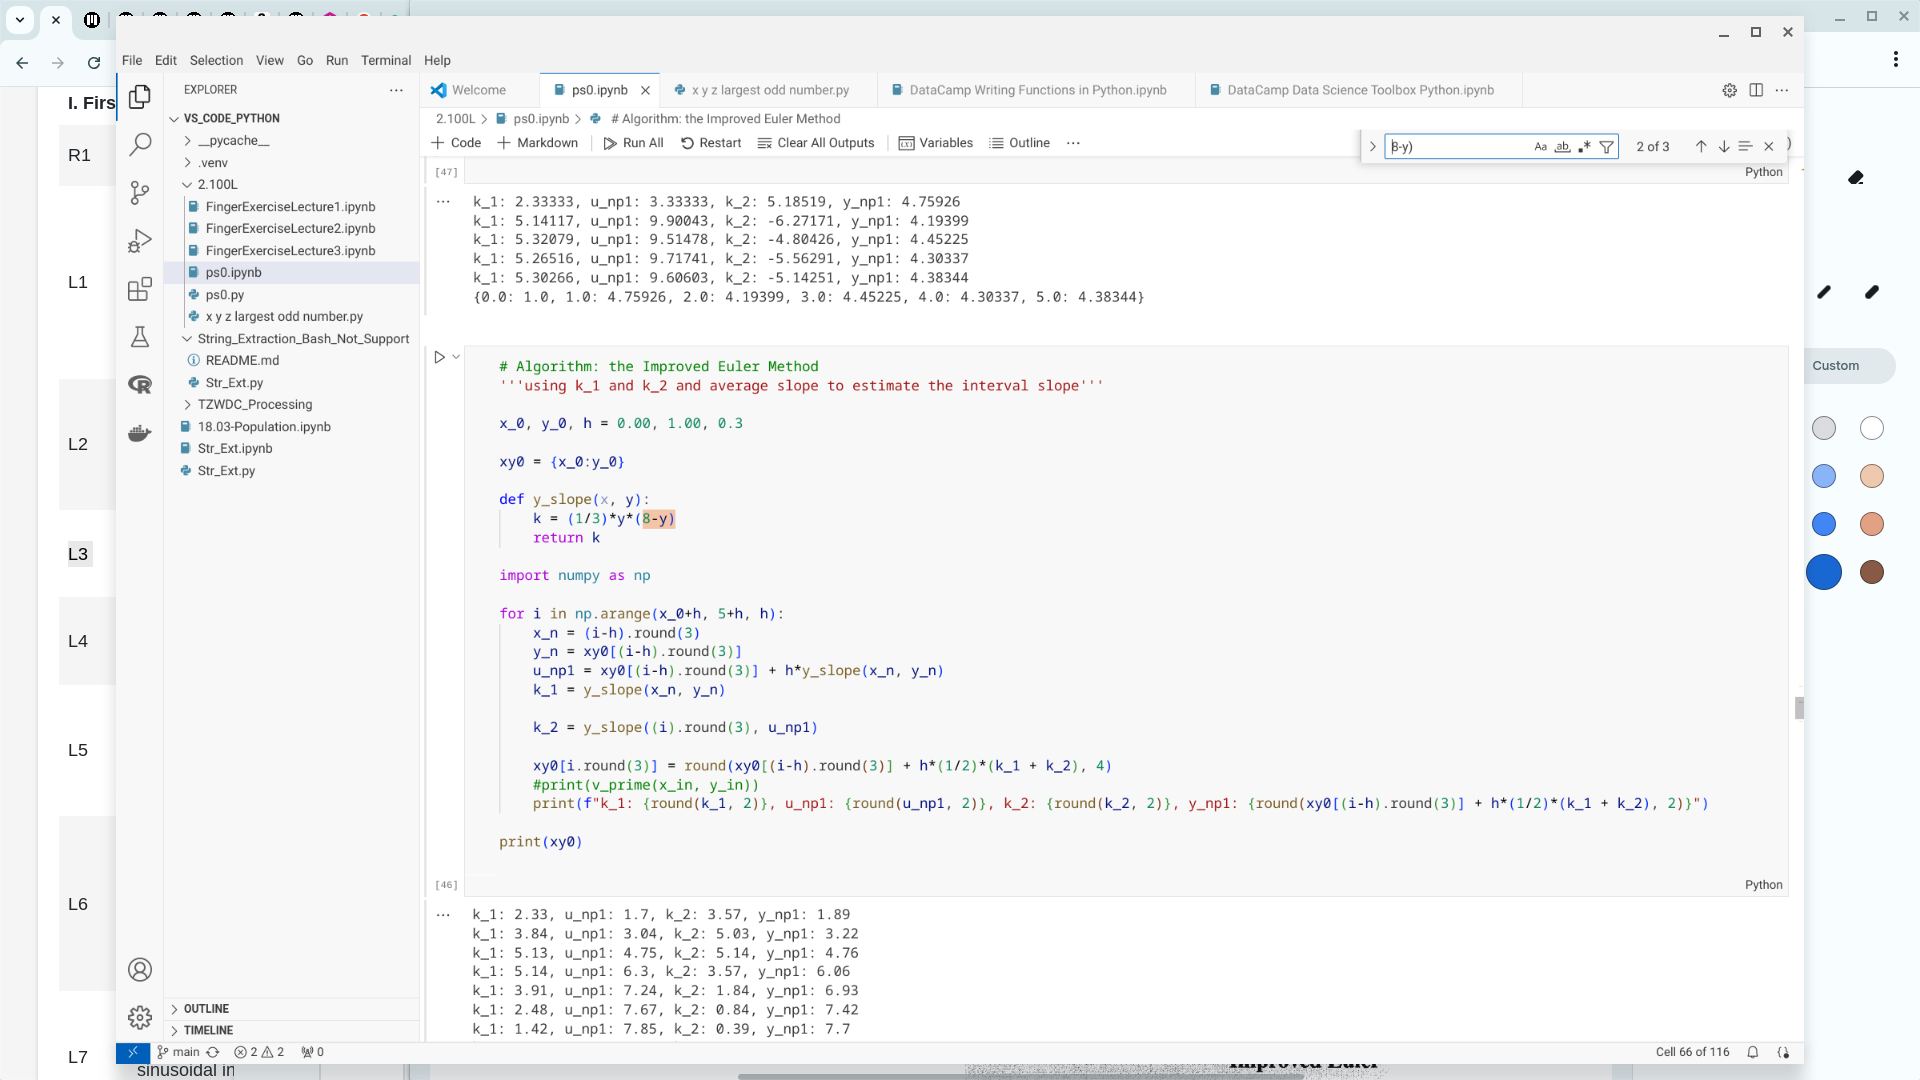 File Edit Selection View Go Run Terminal Help
EXPLORER
Welcome
ps0.ipynb
x y z largest odd number.py
DataCamp Writing Functions in Python.ipynb
DataCamp Data Science Toolbox Python.ipynb
VS_CODE_PYTHON
2.100L > ps0.ipynb > # Algorithm: the Improved Euler Method
+ Code + Markdown Run All Restart Clear All Outputs Variables Outline ...
8-y)
Aa ab
2 of 3
I. Firs
R1
L1
L2
L3
L4
L5
L6
L7
__pycache__
.venv
2.100L
FingerExerciseLecture1.ipynb
FingerExerciseLecture2.ipynb
FingerExerciseLecture3.ipynb
ps0.ipynb
ps0.py
x y z largest odd number.py
String_Extraction_Bash_Not_Support
README.md
Str_Ext.py
TZWDC_Processing
18.03-Population.ipynb
Str_Ext.ipynb
Str_Ext.py
OUTLINE
TIMELINE
[47]
Python
k_1: 2.33333, u_np1: 3.33333, k_2: 5.18519, y_np1: 4.75926
k_1: 5.14117, u_np1: 9.90043, k_2: -6.27171, y_np1: 4.19399
k_1: 5.32079, u_np1: 9.51478, k_2: -4.80426, y_np1: 4.45225
k_1: 5.26516, u_np1: 9.71741, k_2: -5.56291, y_np1: 4.30337
k_1: 5.30266, u_np1: 9.60603, k_2: -5.14251, y_np1: 4.38344
{0.0: 1.0, 1.0: 4.75926, 2.0: 4.19399, 3.0: 4.45225, 4.0: 4.30337, 5.0: 4.38344}
# Algorithm: the Improved Euler Method
'''using k_1 and k_2 and average slope to estimate the interval slope'''
x_0, y_0, h = 0.00, 1.00, 0.3
xy0 = {x_0:y_0}
def y_slope(x, y):
k = (1/3)*y*(8-y)
return k
import numpy as np
for i in np.arange(x_0+h, 5+h, h):
x_n = (i-h).round(3)
y_n = xy0[(i-h).round(3)]
u_np1 = xy0[(i-h).round(3)] + h*y_slope(x_n, y_n)
k_1 = y_slope(x_n, y_n)
k_2 = y_slope((i).round(3), u_np1)
xy0[i.round(3)] = round(xy0[(i-h).round(3)] + h*(1/2)*(k_1 + k_2), 4)
#print(v_prime(x_in, y_in))
print(f"k_1: {round(k_1, 2)}, u_np1: {round(u_np1, 2)}, k_2: {round(k_2, 2)}, y_np1: {round(xy0[(i-h).round(3)] + h*(1/2)*(k_1 + k_2), 2)}")
print(xy0)
[46]
Python
k_1: 2.33, u_np1: 1.7, k_2: 3.57, y_np1: 1.89
k_1: 3.84, u_np1: 3.04, k_2: 5.03, y_np1: 3.22
k_1: 5.13, u_np1: 4.75, k_2: 5.14, y_np1: 4.76
k_1: 5.14, u_np1: 6.3, k_2: 3.57, y_np1: 6.06
k_1: 3.91, u_np1: 7.24, k_2: 1.84, y_np1: 6.93
k_1: 2.48, u_np1: 7.67, k_2: 0.84, y_np1: 7.42
k_1: 1.42, u_np1: 7.85, k_2: 0.39, y_np1: 7.7
Custom
main 2 2 0
Cell 66 of 116
sinusoidal in
Improved Euler